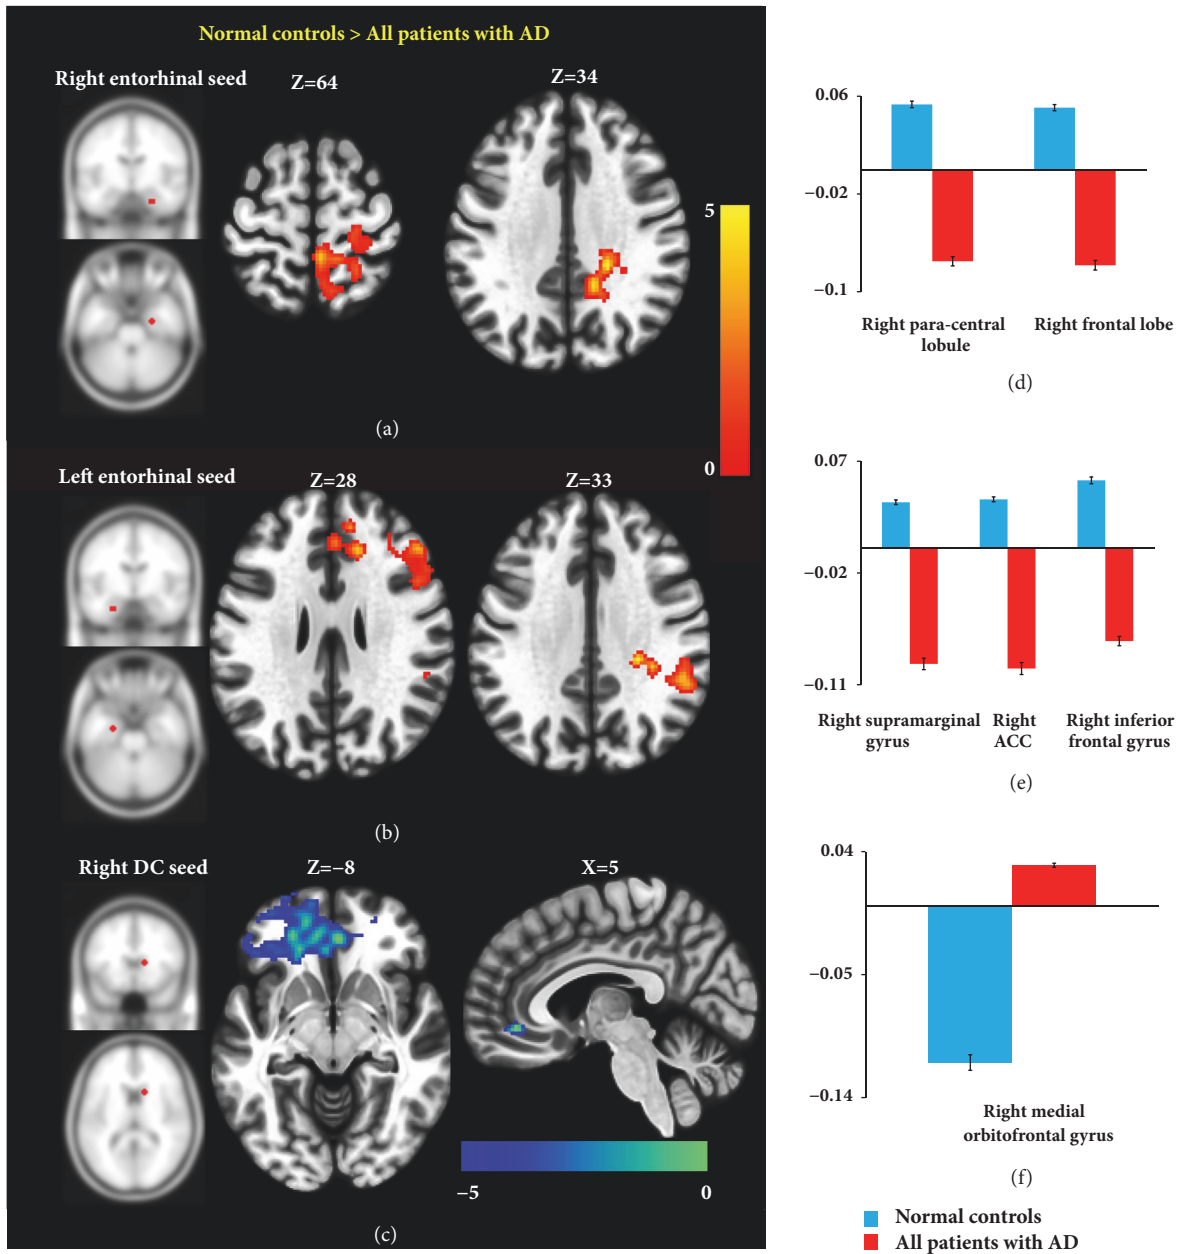 Normal controls > All patients with AD
Right entorhinal seed
Z=64
Z=34
5
0
(a)
Left entorhinal seed
Z=28
Z=33
(b)
Right DC seed
Z=−8
X=5
−5
0
(c)
0.06
−0.02
−0.1
Right para-central
lobule
Right frontal lobe
(d)
0.07
−0.02
−0.11
Right supramarginal
gyrus
Right
ACC
Right inferior
frontal gyrus
(e)
0.04
−0.05
−0.14
Right medial
orbitofrontal gyrus
(f)
Normal controls
All patients with AD